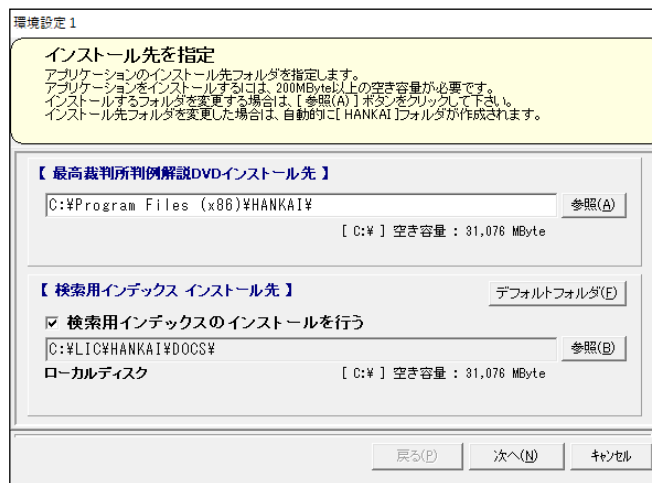 環境設定 1
インストール先を指定
アプリケーションのインストール先フォルダを指定します。
アプリケーションをインストールするには、200MByte以上の空き容量が必要です。
インストールするフォルダを変更する場合は、[ 参照(A) ]ボタンをクリックして下さい。
インストール先フォルダを変更した場合は、自動的に[ HANKAI ]フォルダが作成されます。
【 最高裁判所判例解説DVDインストール先 】
C:¥Program Files (x86)¥HANKAI¥ 参照(A)
[ C:¥ ] 空き容量 : 31,076 MByte
【 検索用インデックス インストール先 】 デフォルトフォルダ(F)
検索用インデックスのインストールを行う
C:¥LIC¥HANKAI¥DOCS¥ 参照(B)
ローカルディスク [ C:¥ ] 空き容量 : 31,076 MByte
戻る(P) 次へ(N) キャンセル